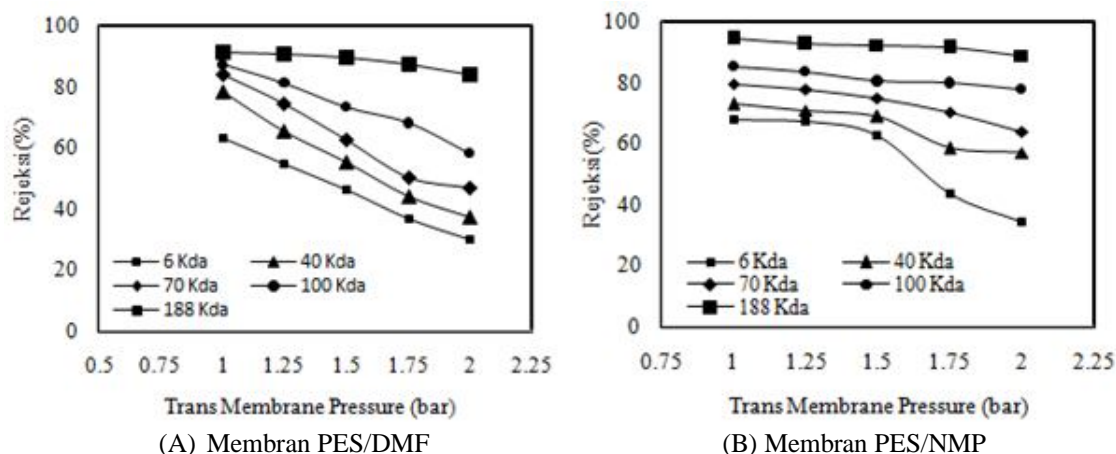 100
80
60
40
20
0
Rejeksi (%)
6 Kda
40 Kda
70 Kda
100 Kda
188 Kda
0.5 0.75 1 1.25 1.5 1.75 2 2.25
Trans Membrane Pressure (bar)
(A) Membran PES/DMF
100
80
60
40
20
0
Rejeksi (%)
6 Kda
40 Kda
70 Kda
100 Kda
188 Kda
0.75 1 1.25 1.5 1.75 2 2.25
Trans Membrane Pressure (bar)
(B) Membran PES/NMP